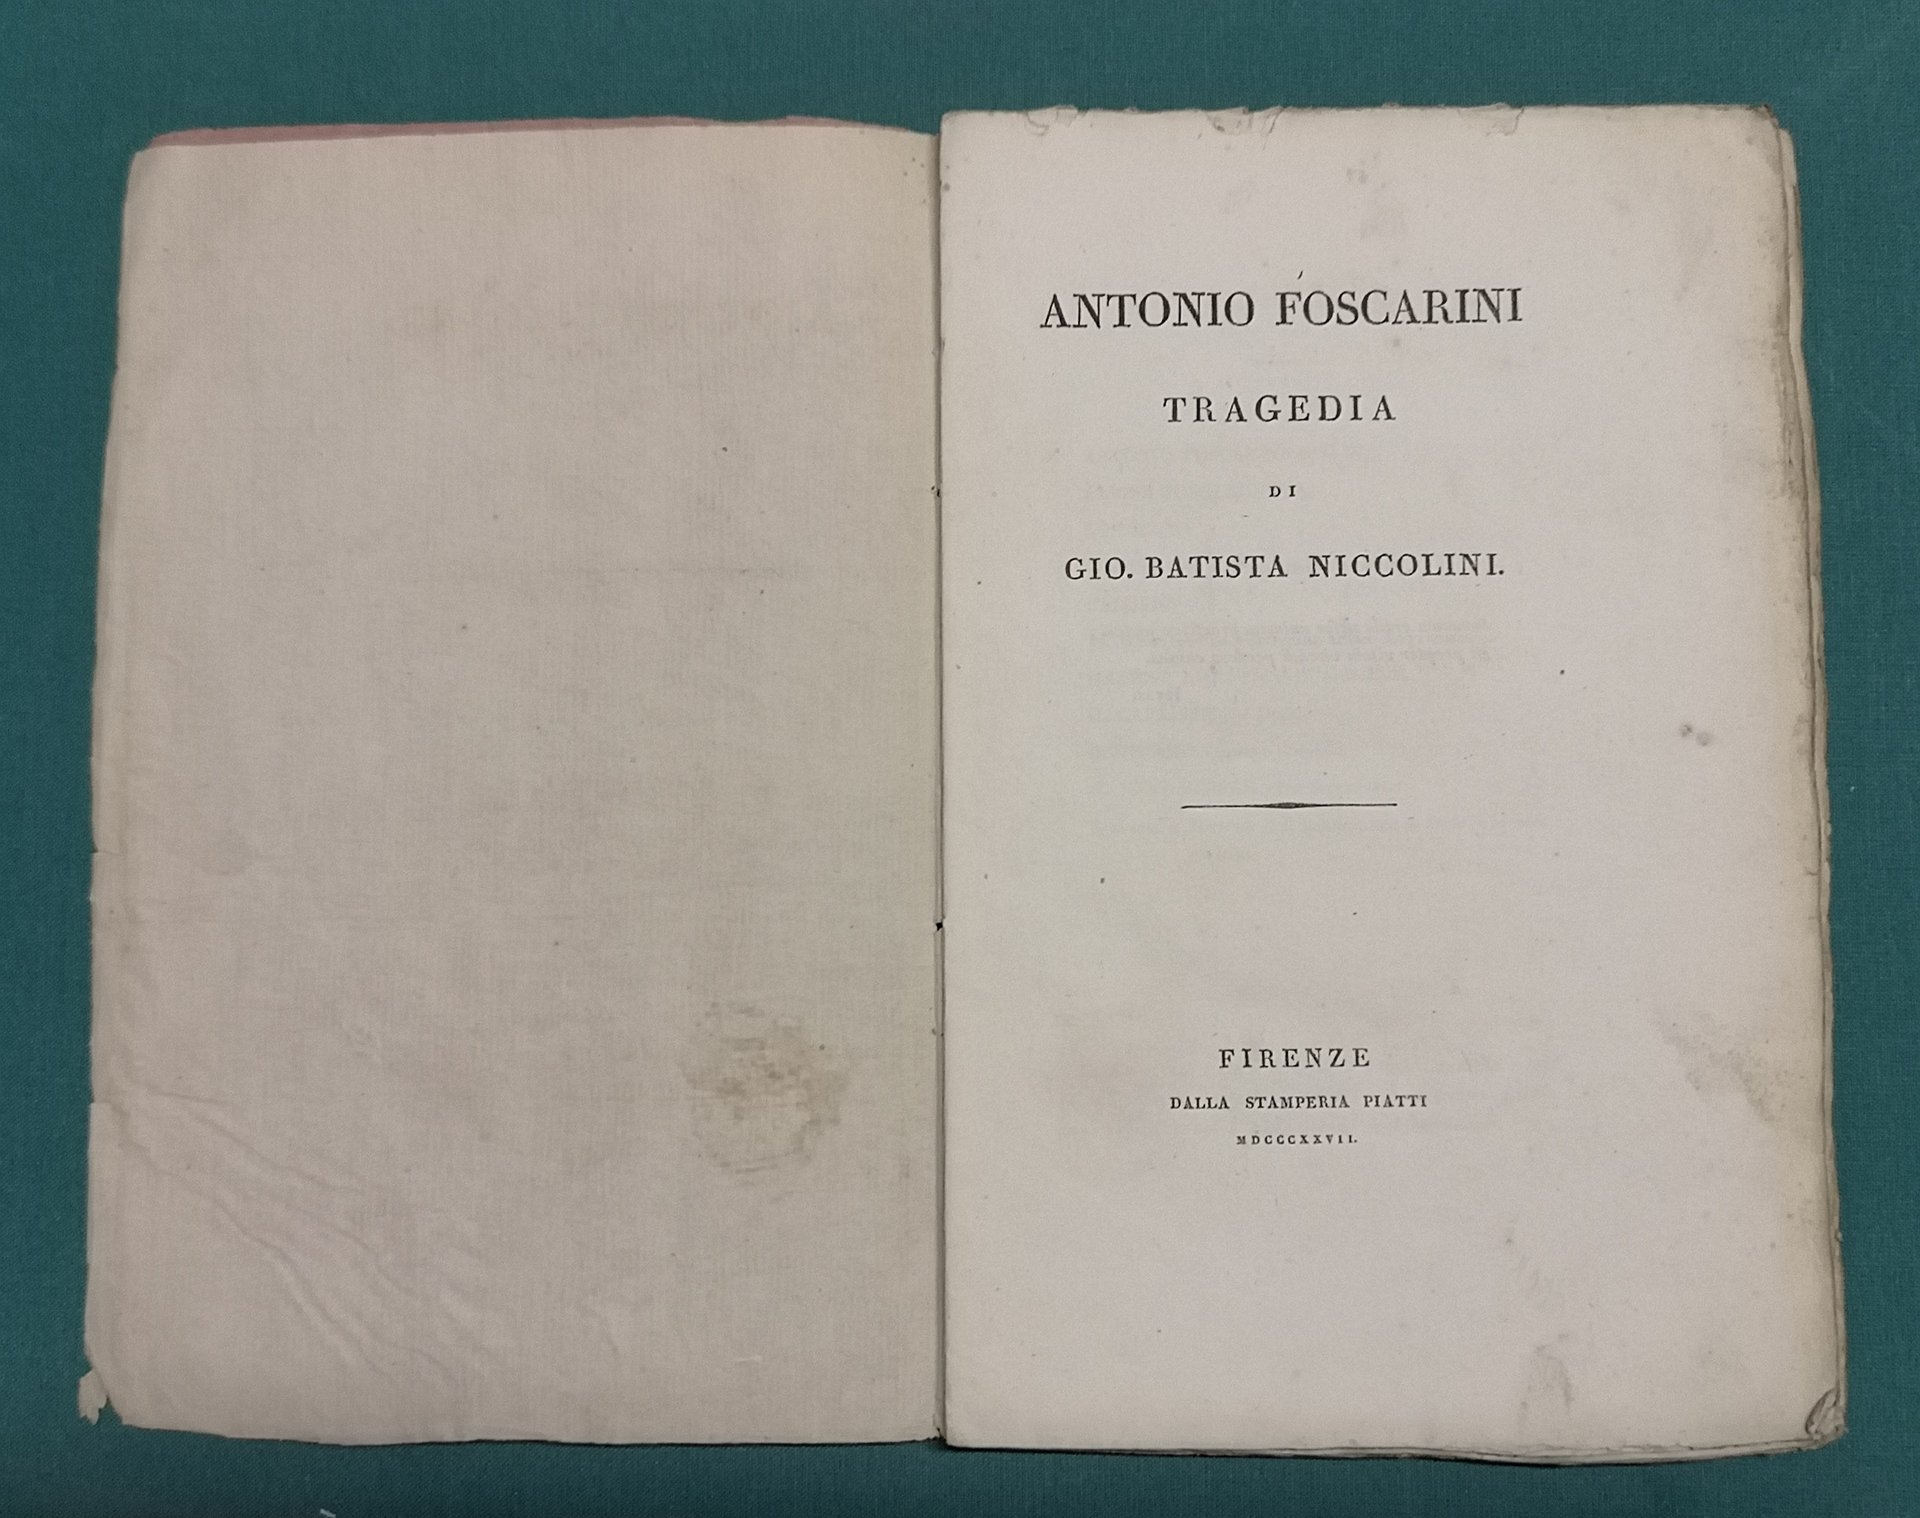 ANTONIO FOSCARINI
TRAGEDIA
DI
GIO. BATISTA NICCOLINI.
FIRENZE
DALLA STAMPERIA PIATTI
MDCCCXXVII.